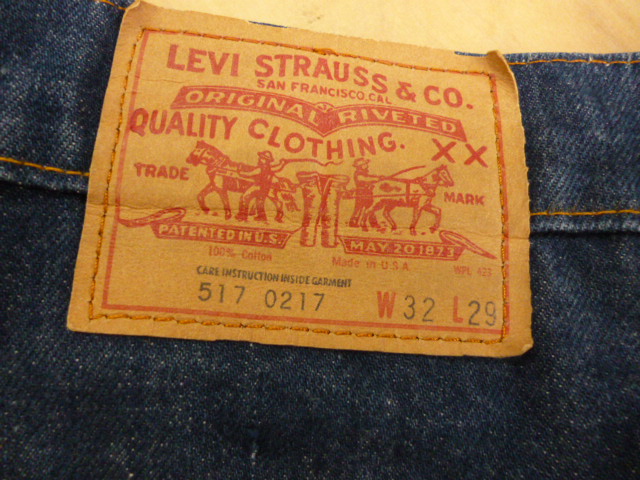 LEVI STRAUSS & CO.
SAN FRANCISCO, CAL.
ORIGINAL RIVETED
QUALITY CLOTHING.
XX
TRADE MARK
PATENTED IN U.S. MAY 20 1873
100% Cotton Made in U.S.A WPL 423
CARE INSTRUCTION INSIDE GARMENT
517 0217 W 32 L 29